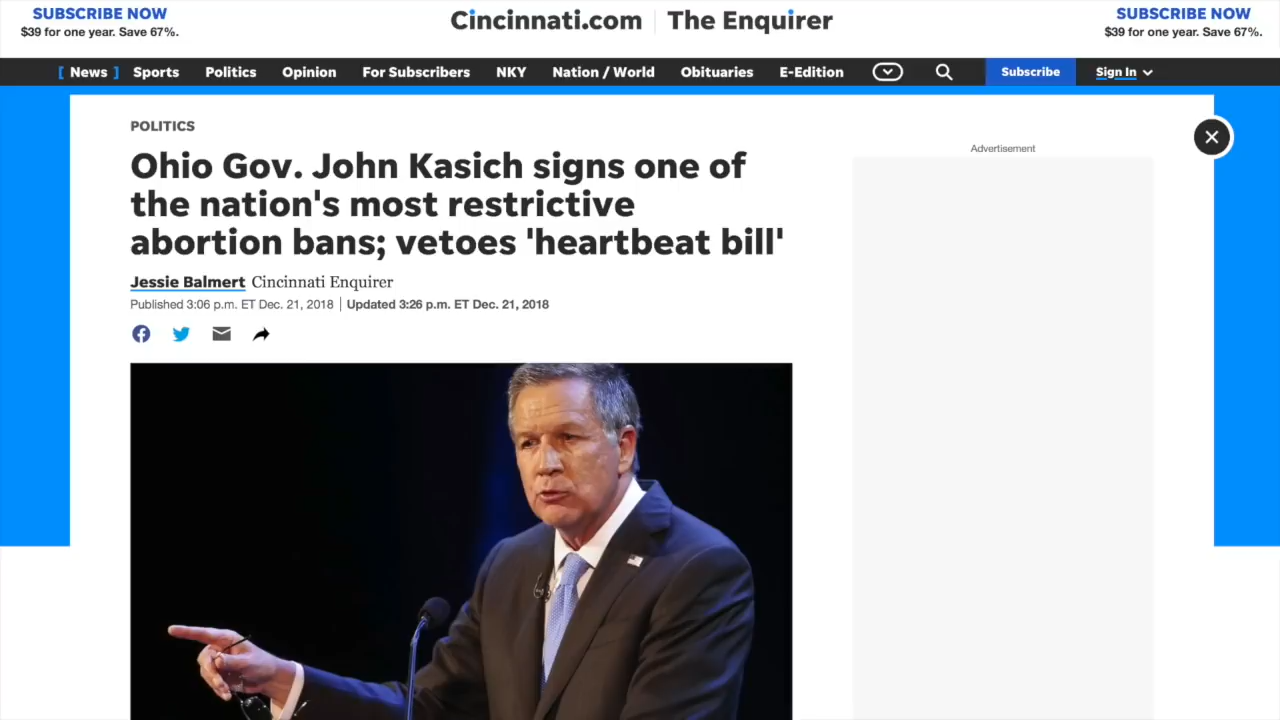 SUBSCRIBE NOW
$39 for one year. Save 67%.
Cincinnati.com | The Enquirer
SUBSCRIBE NOW
$39 for one year. Save 67%.
[ News ] Sports Politics Opinion For Subscribers NKY Nation / World Obituaries E-Edition Subscribe Sign In
POLITICS
Ohio Gov. John Kasich signs one of
the nation's most restrictive
abortion bans; vetoes 'heartbeat bill'
Jessie Balmert Cincinnati Enquirer
Published 3:06 p.m. ET Dec. 21, 2018 | Updated 3:26 p.m. ET Dec. 21, 2018
Advertisement